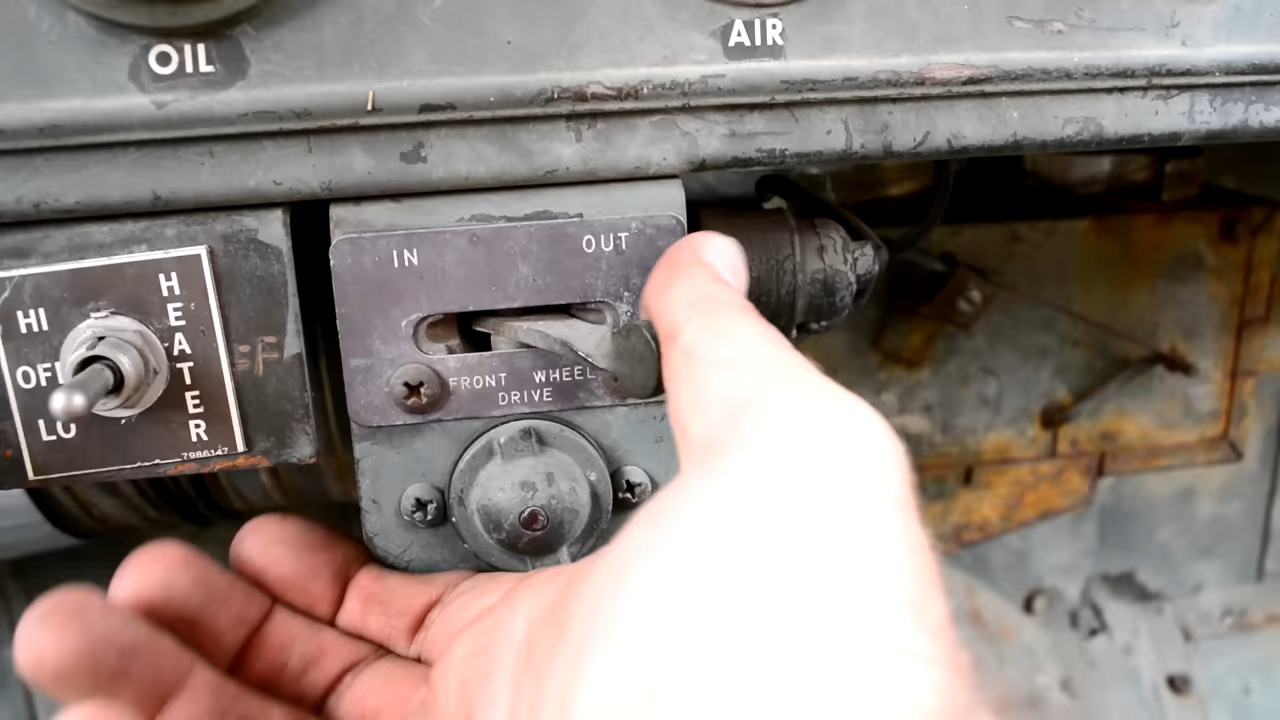 OIL
AIR
IN
OUT
HI
OFF
LO
HEATER
7986147
FRONT WHEEL
DRIVE